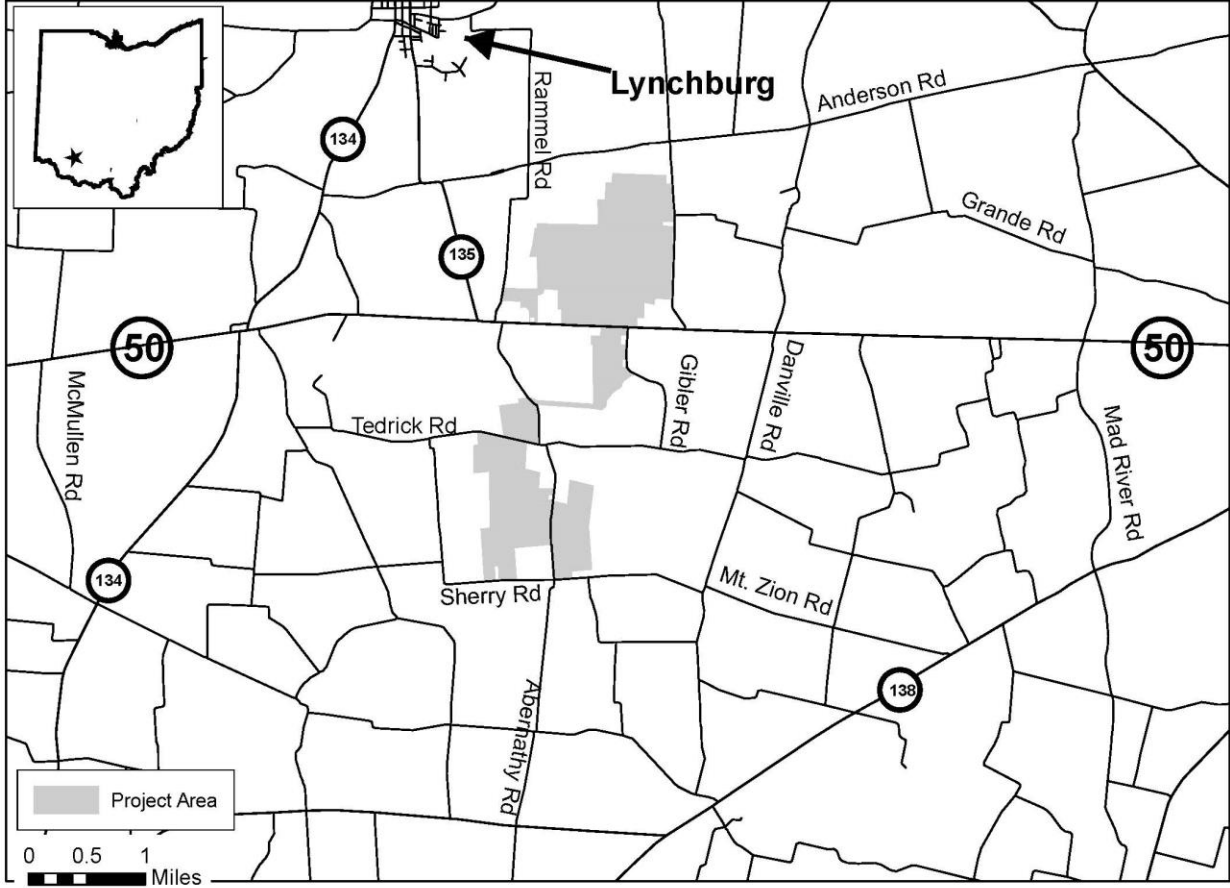 Lynchburg
Rammel Rd
Anderson Rd
134
Grande Rd
135
50
50
McMullen Rd
Tedrick Rd
Gibler Rd
Danville Rd
Mad River Rd
134
Sherry Rd
Mt. Zion Rd
138
Abernathy Rd
Project Area
0 0.5 1
Miles